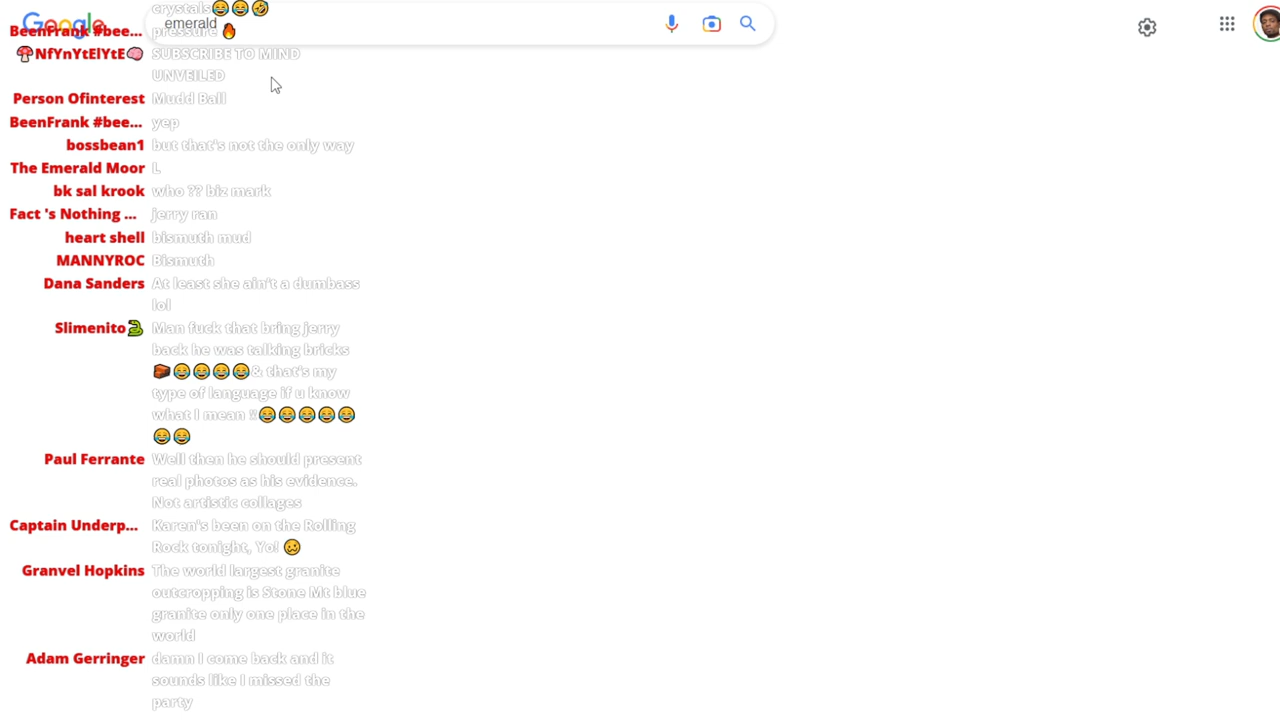 crystals😂😂🤣
Google
emerald
BeenFrank #bee... pressure 🔥
🍄NfYnYtElYtE🧠 SUBSCRIBE TO MIND
UNVEILED
Person Ofinterest Mudd Ball
BeenFrank #bee... yep
bossbean1 but that's not the only way
The Emerald Moor L
bk sal krook who ?? biz mark
Fact 's Nothing ... jerry ran
heart shell bismuth mud
MANNYROC Bismuth
Dana Sanders At least she ain't a dumbass
lol
Slimenito🐍 Man fuck that bring jerry
back he was talking bricks
🧱😂😂😂😂& that's my
type of language if u know
what I mean ‼😂😂😂😂😂
😂😂
Paul Ferrante Well then he should present
real photos as his evidence.
Not artistic collages
Captain Underp... Karen's been on the Rolling
Rock tonight, Yo! 🥴
Granvel Hopkins The world largest granite
outcropping is Stone Mt blue
granite only one place in the
world
Adam Gerringer damn I come back and it
sounds like I missed the
party